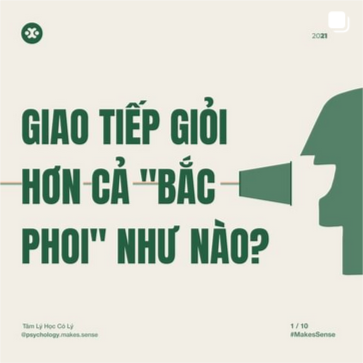 2021
GIAO TIẾP GIỎI
HƠN CẢ "BẮC
PHOI" NHƯ NÀO?
Tâm Lý Học Có Lý
@psychology.makes.sense
1 / 10
#MakesSense